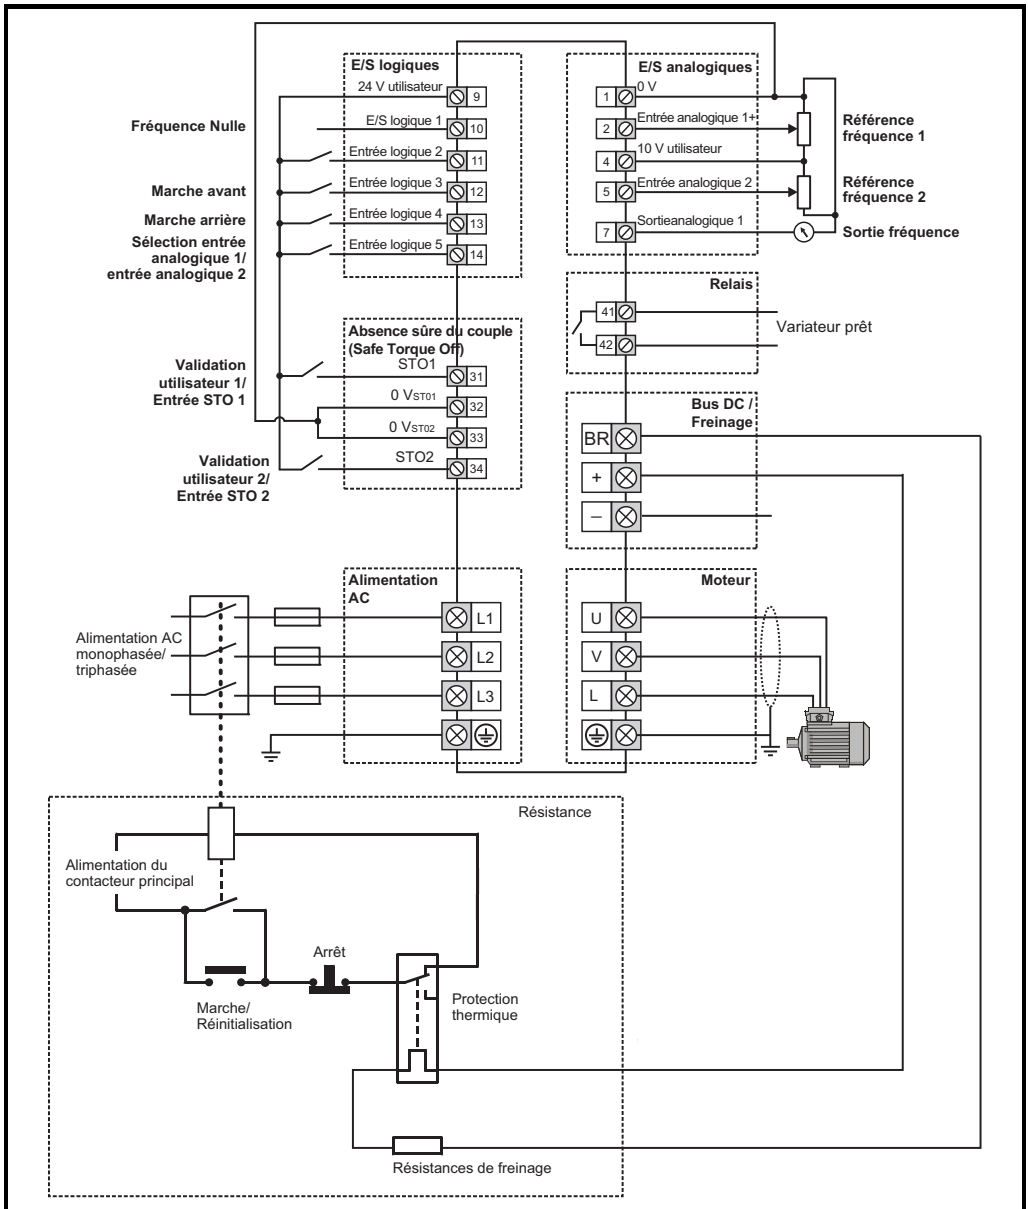 E/S logiques
24 V utilisateur
9
Fréquence Nulle
E/S logique 1
10
Entrée logique 2
11
Marche avant
Entrée logique 3
12
Marche arrière
Entrée logique 4
13
Sélection entrée
analogique 1/
entrée analogique 2
Entrée logique 5
14
E/S analogiques
0 V
1
Entrée analogique 1+
2
Référence
fréquence 1
10 V utilisateur
4
Entrée analogique 2
5
Référence
fréquence 2
Sortieanalogique 1
7
Sortie fréquence
Relais
41
42
Variateur prêt
Absence sûre du couple
(Safe Torque Off)
Validation
utilisateur 1/
Entrée STO 1
STO1
31
0 VST01
32
0 VST02
33
Validation
utilisateur 2/
Entrée STO 2
STO2
34
Bus DC /
Freinage
BR
+
–
Alimentation
AC
Alimentation AC
monophasée/
triphasée
L1
L2
L3
Moteur
U
V
L
Résistance
Alimentation du
contacteur principal
Arrêt
Marche/
Réinitialisation
Protection
thermique
Résistances de freinage